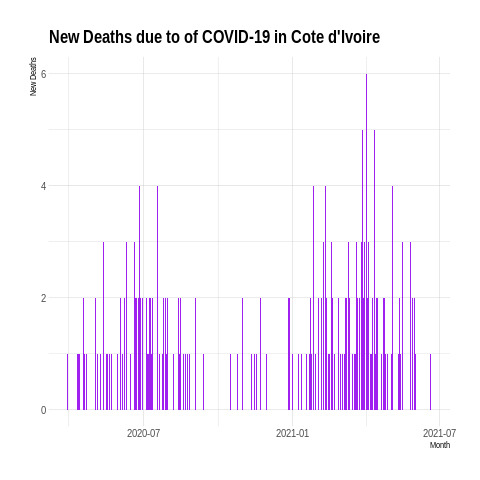 New Deaths due to of COVID-19 in Cote d'Ivoire
New Deaths
6
4
2
0
2020-07
2021-01
2021-07
Month